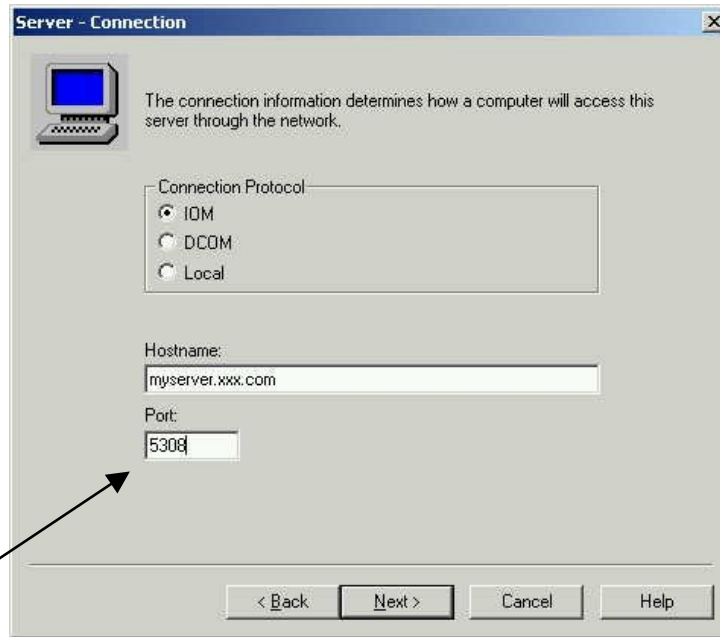 Server - Connection
The connection information determines how a computer will access this
server through the network.
Connection Protocol
IOM
DCOM
Local
Hostname:
myserver.xxx.com
Port:
5308
< Back
Next >
Cancel
Help